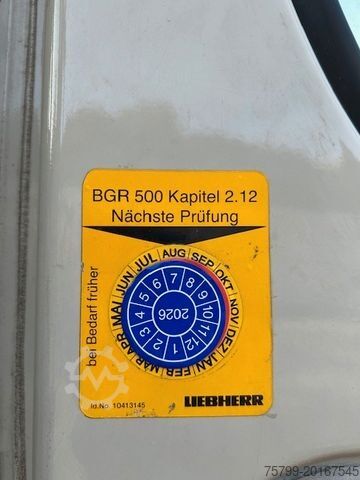 BGR 500 Kapitel 2.12
Nächste Prüfung
bei Bedarf früher
JAN FEB MÄR APR MAI JUN JUL AUG SEP OKT NOV DEZ
1 2 3 4 5 6 7 8 9 10 11 12
2026
Id.No. 10413145
LIEBHERR
75799-20167545